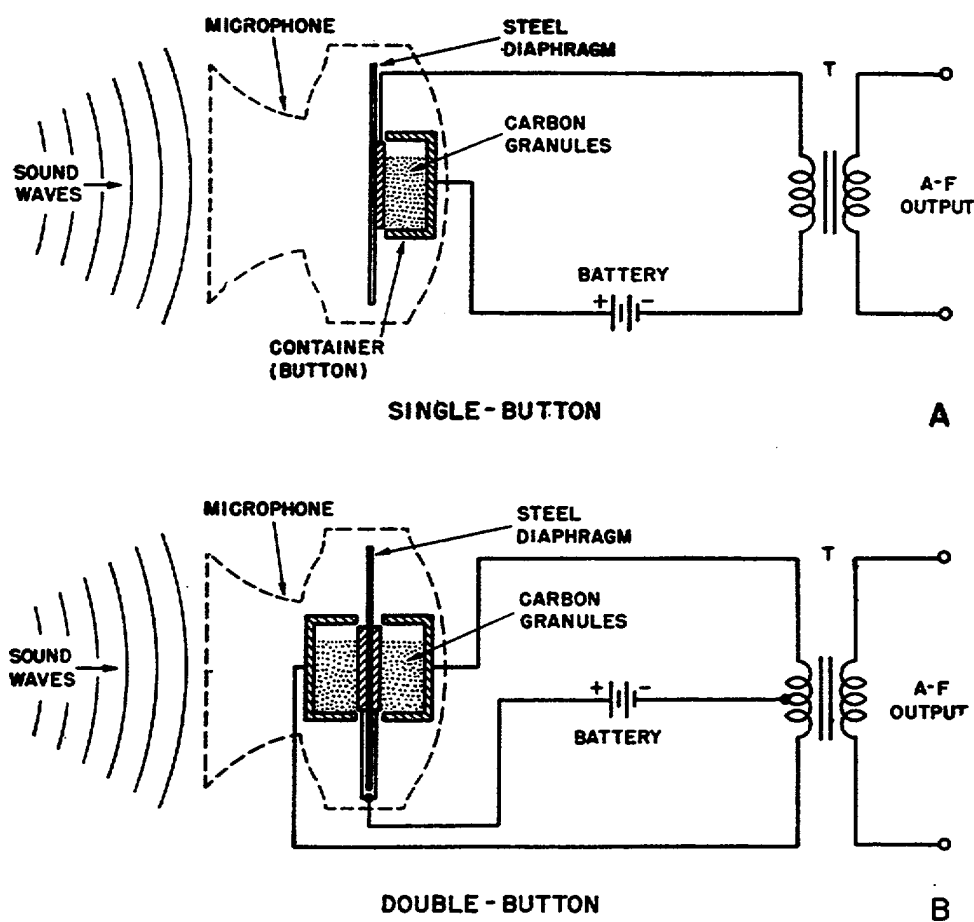 MICROPHONE
STEEL
DIAPHRAGM
T
CARBON
GRANULES
SOUND
WAVES
A-F
OUTPUT
BATTERY
+ -
CONTAINER
(BUTTON)
SINGLE-BUTTON
A
MICROPHONE
STEEL
DIAPHRAGM
T
CARBON
GRANULES
SOUND
WAVES
+ -
A-F
OUTPUT
BATTERY
DOUBLE-BUTTON
B